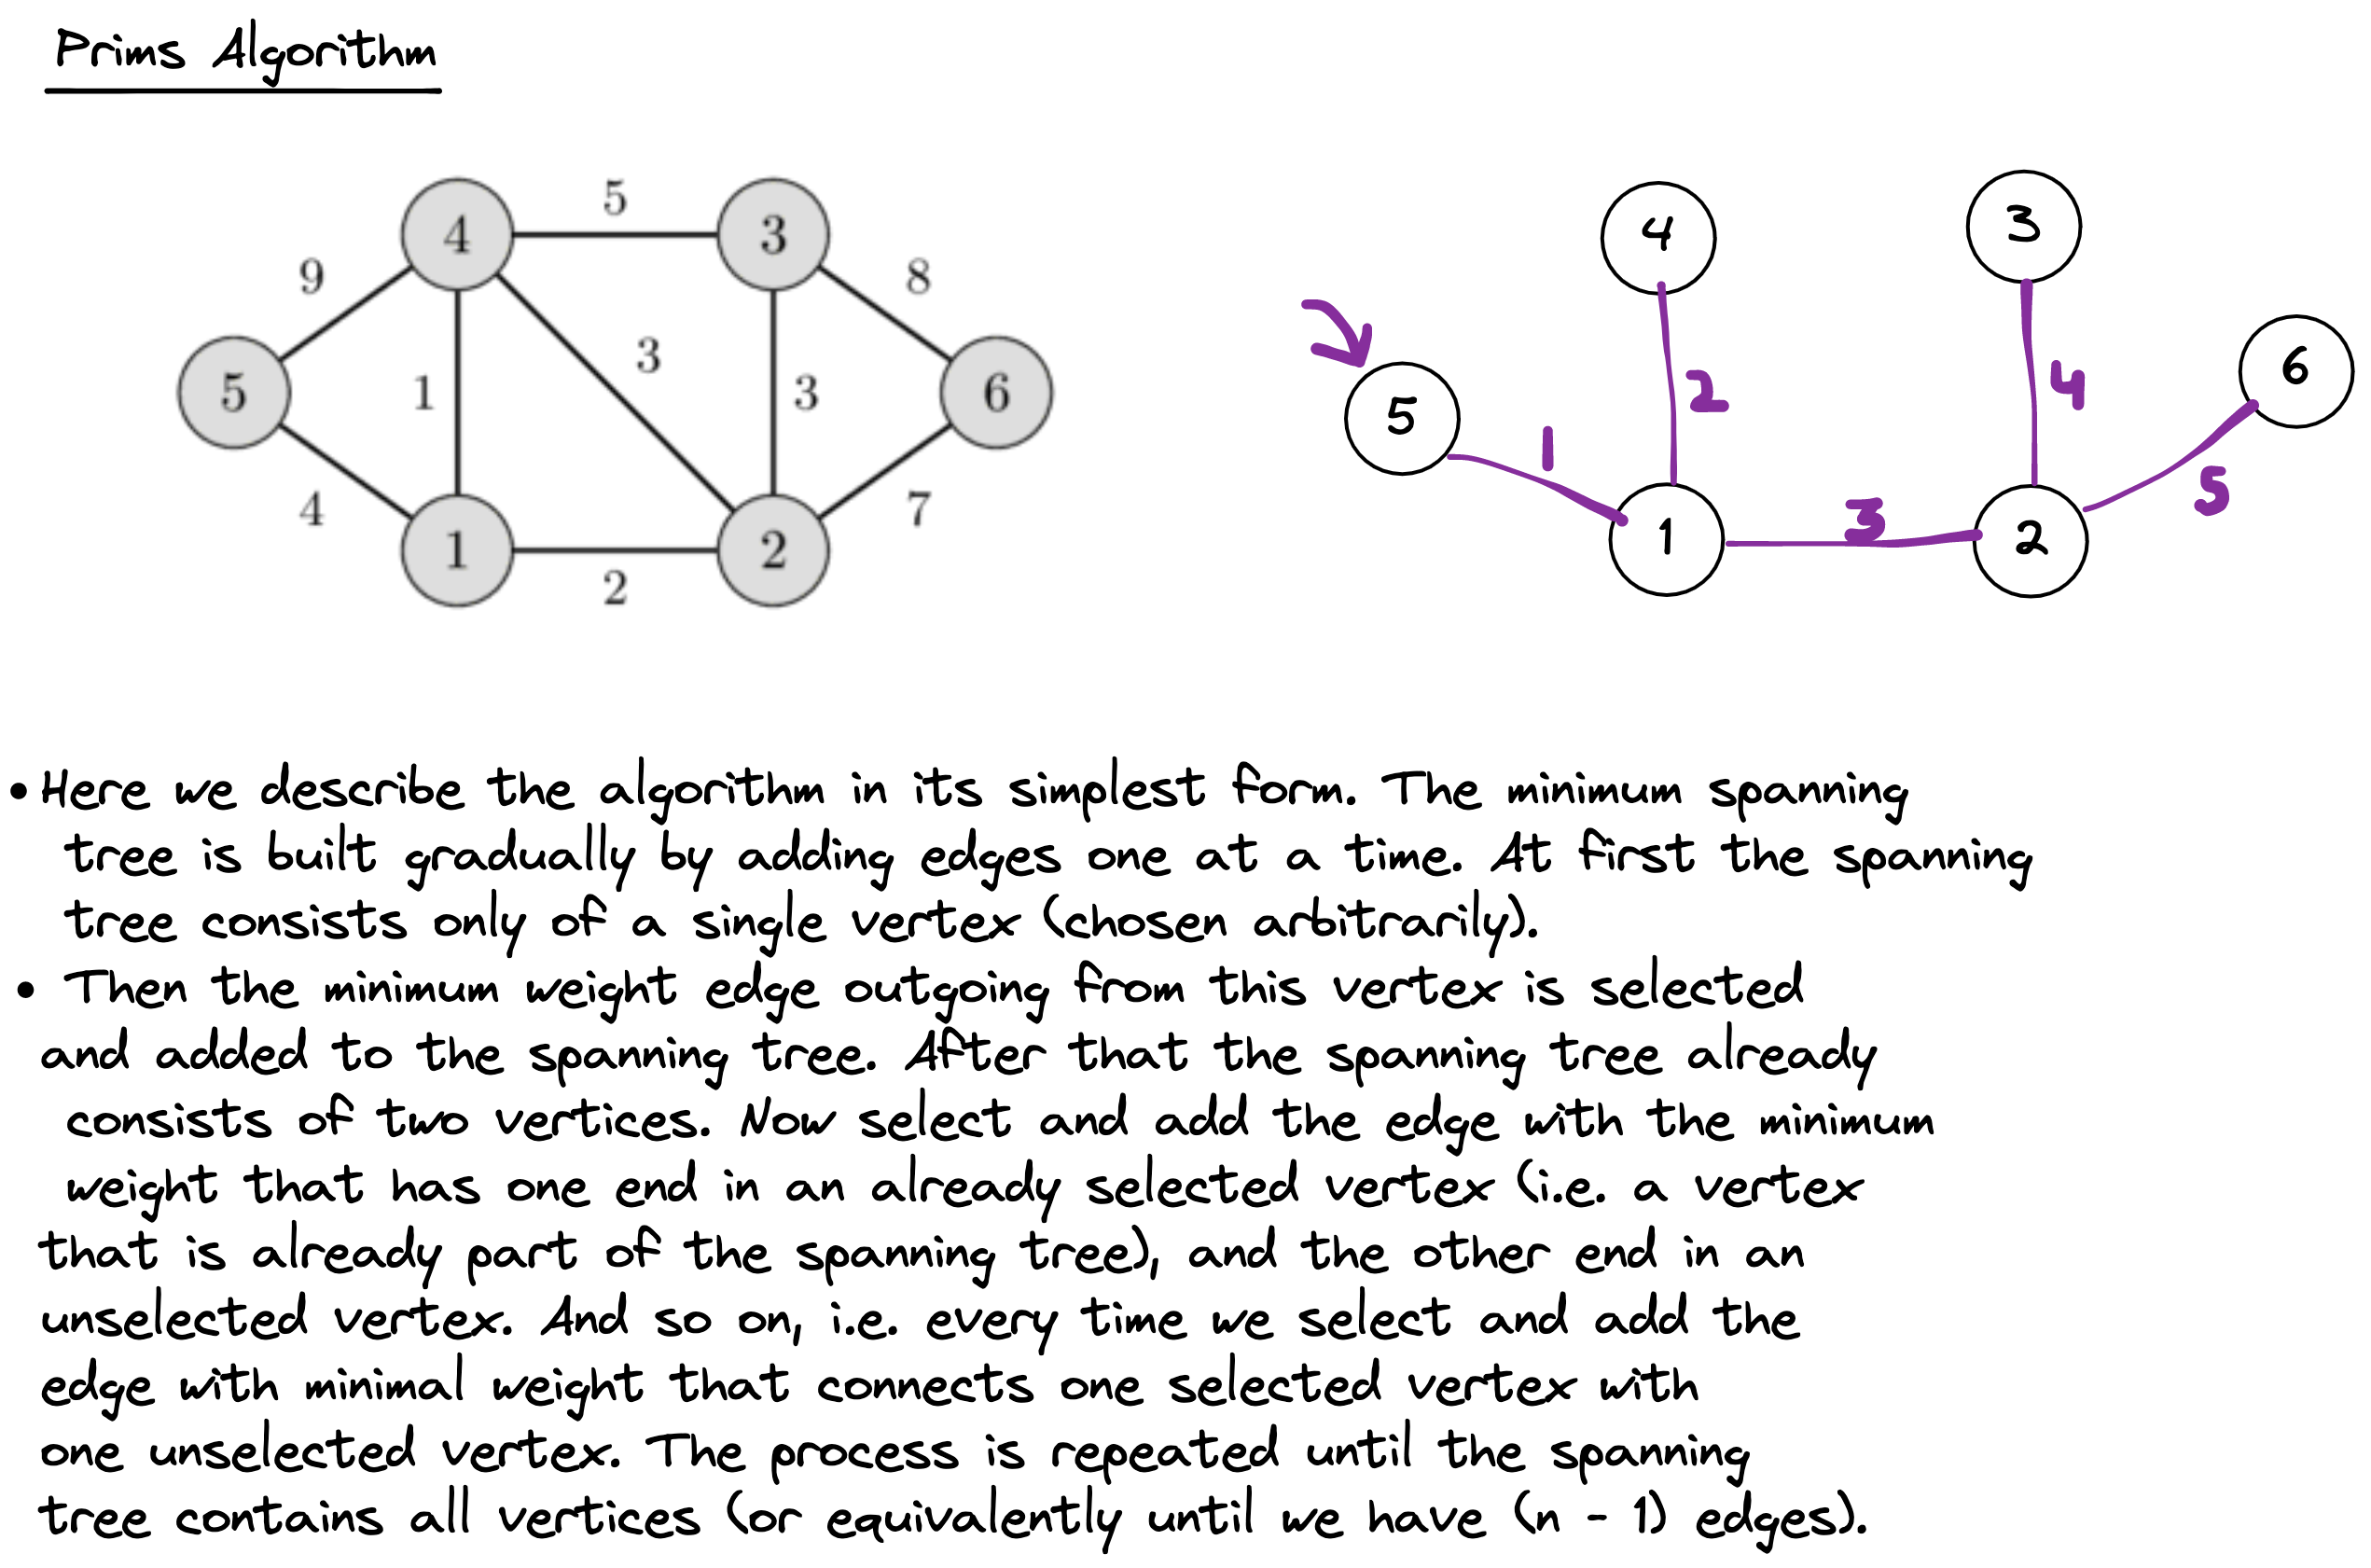 Prims Algorithm
5
4
3
9
8
3
5
1
3
6
4
7
1
2
2
4
3
6
5
2
4
1
5
3
1
2
• Here we describe the algorithm in its simplest form. The minimum spanning
tree is built gradually by adding edges one at a time. At first the spanning
tree consists only of a single vertex (chosen arbitrarily).
• Then the minimum weight edge outgoing from this vertex is selected
and added to the spanning tree. After that the spanning tree already
consists of two vertices. Now select and add the edge with the minimum
weight that has one end in an already selected vertex (i.e. a vertex
that is already part of the spanning tree), and the other end in an
unselected vertex. And so on, i.e. every time we select and add the
edge with minimal weight that connects one selected vertex with
one unselected vertex. The process is repeated until the spanning
tree contains all vertices (or equivalently until we have (n - 1) edges).